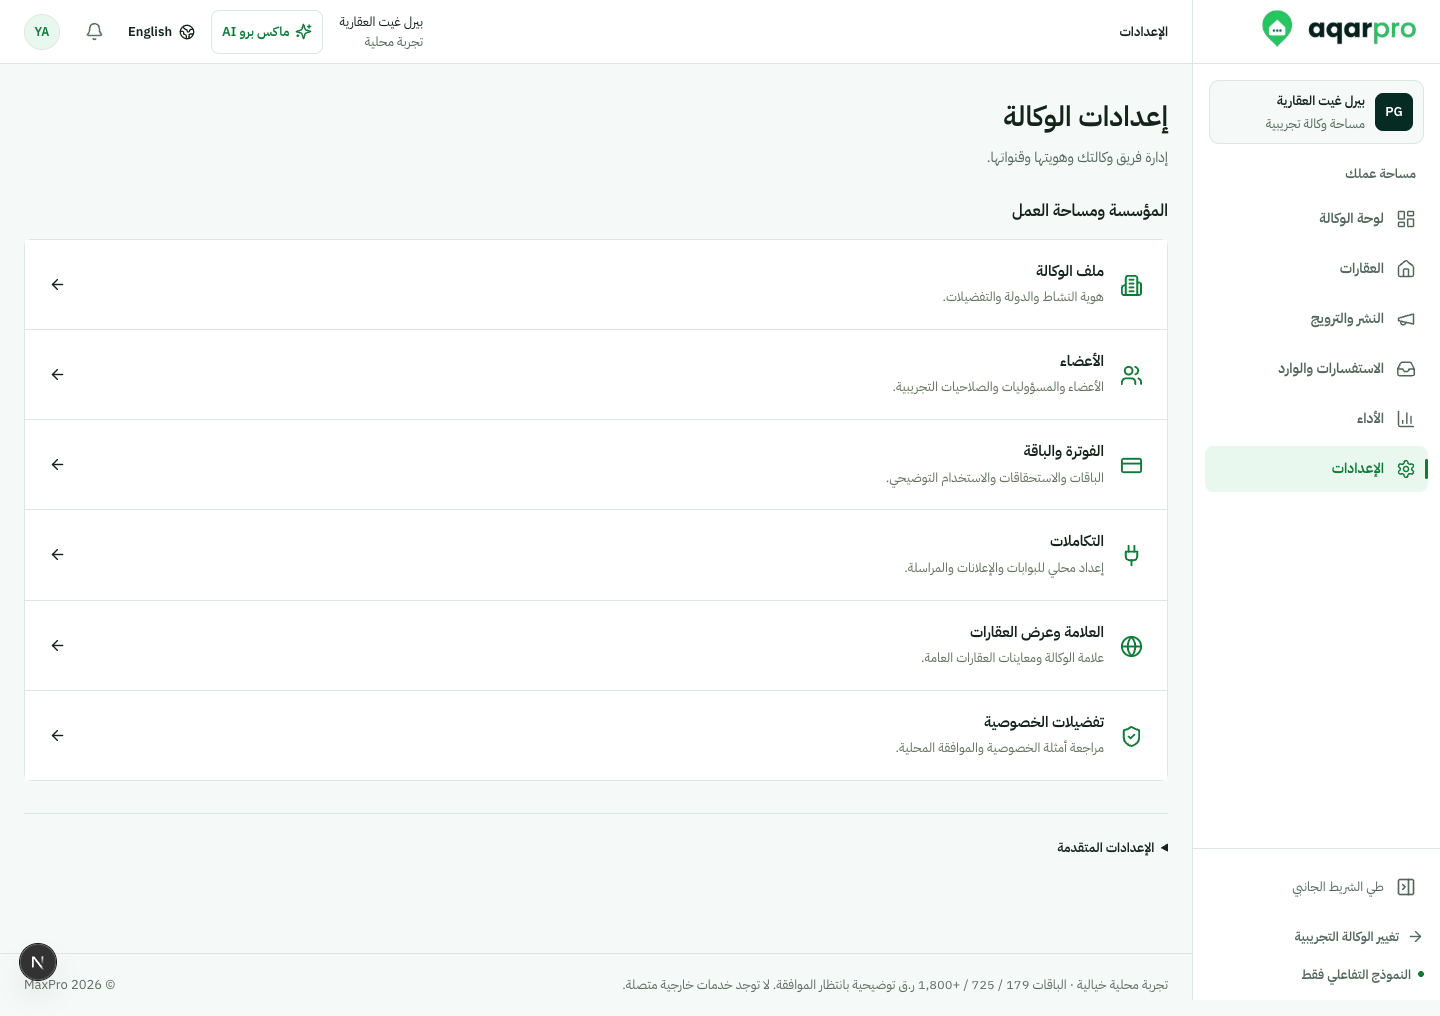 aqarpro
PG
بيرل غيت العقارية
مساحة وكالة تجريبية
مساحة عملك
لوحة الوكالة
العقارات
النشر والترويج
الاستفسارات والوارد
الأداء
الإعدادات
طي الشريط الجانبي
تغيير الوكالة التجريبية
النموذج التفاعلي فقط
الإعدادات
بيرل غيت العقارية
تجربة محلية
ماكس برو AI
English
YA
إعدادات الوكالة
إدارة فريق وكالتك وهويتها وقنواتها.
المؤسسة ومساحة العمل
ملف الوكالة
هوية النشاط والدولة والتفضيلات.
الأعضاء
الأعضاء والمسؤوليات والصلاحيات التجريبية.
الفوترة والباقة
الباقات والاستحقاقات والاستخدام التوضيحي.
التكاملات
إعداد محلي للبوابات والإعلانات والمراسلة.
العلامة وعرض العقارات
علامة الوكالة ومعاينات العقارات العامة.
تفضيلات الخصوصية
مراجعة أمثلة الخصوصية والموافقة المحلية.
الإعدادات المتقدمة
تجربة محلية خيالية · الباقات 179 / 725 / +1,800 ر.ق توضيحية بانتظار الموافقة. لا توجد خدمات خارجية متصلة.
MaxPro 2026 ©
N